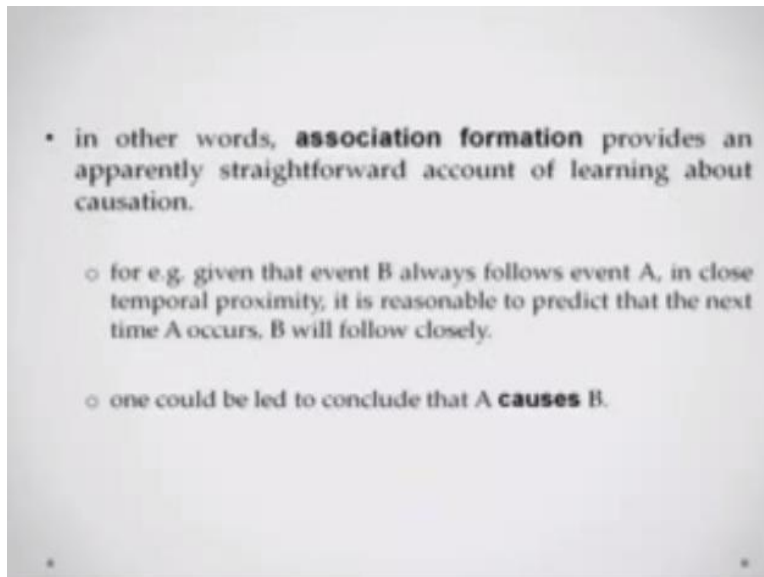 • in other words, association formation provides an
apparently straightforward account of learning about
causation.
o for e.g. given that event B always follows event A, in close
temporal proximity, it is reasonable to predict that the next
time A occurs, B will follow closely.
o one could be led to conclude that A causes B.